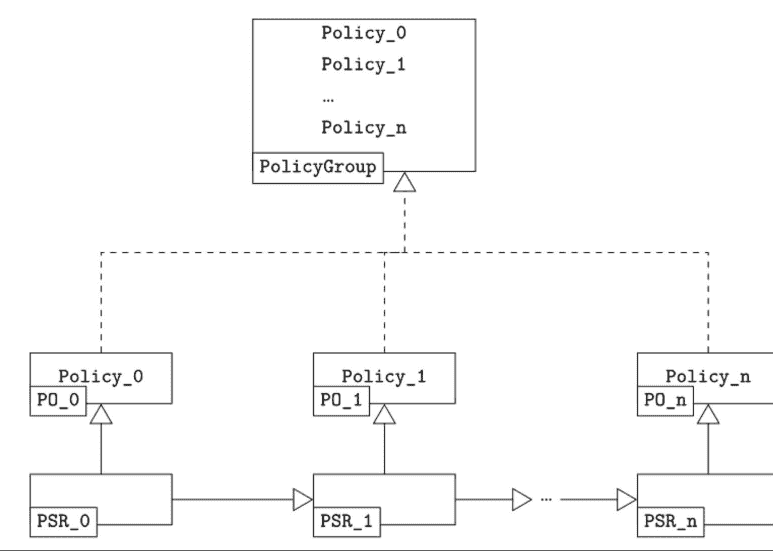 Policy_0
Policy_1
…
Policy_n
PolicyGroup
Policy_0
PO_0
Policy_1
PO_1
Policy_n
PO_n
PSR_0
PSR_1
…
PSR_n